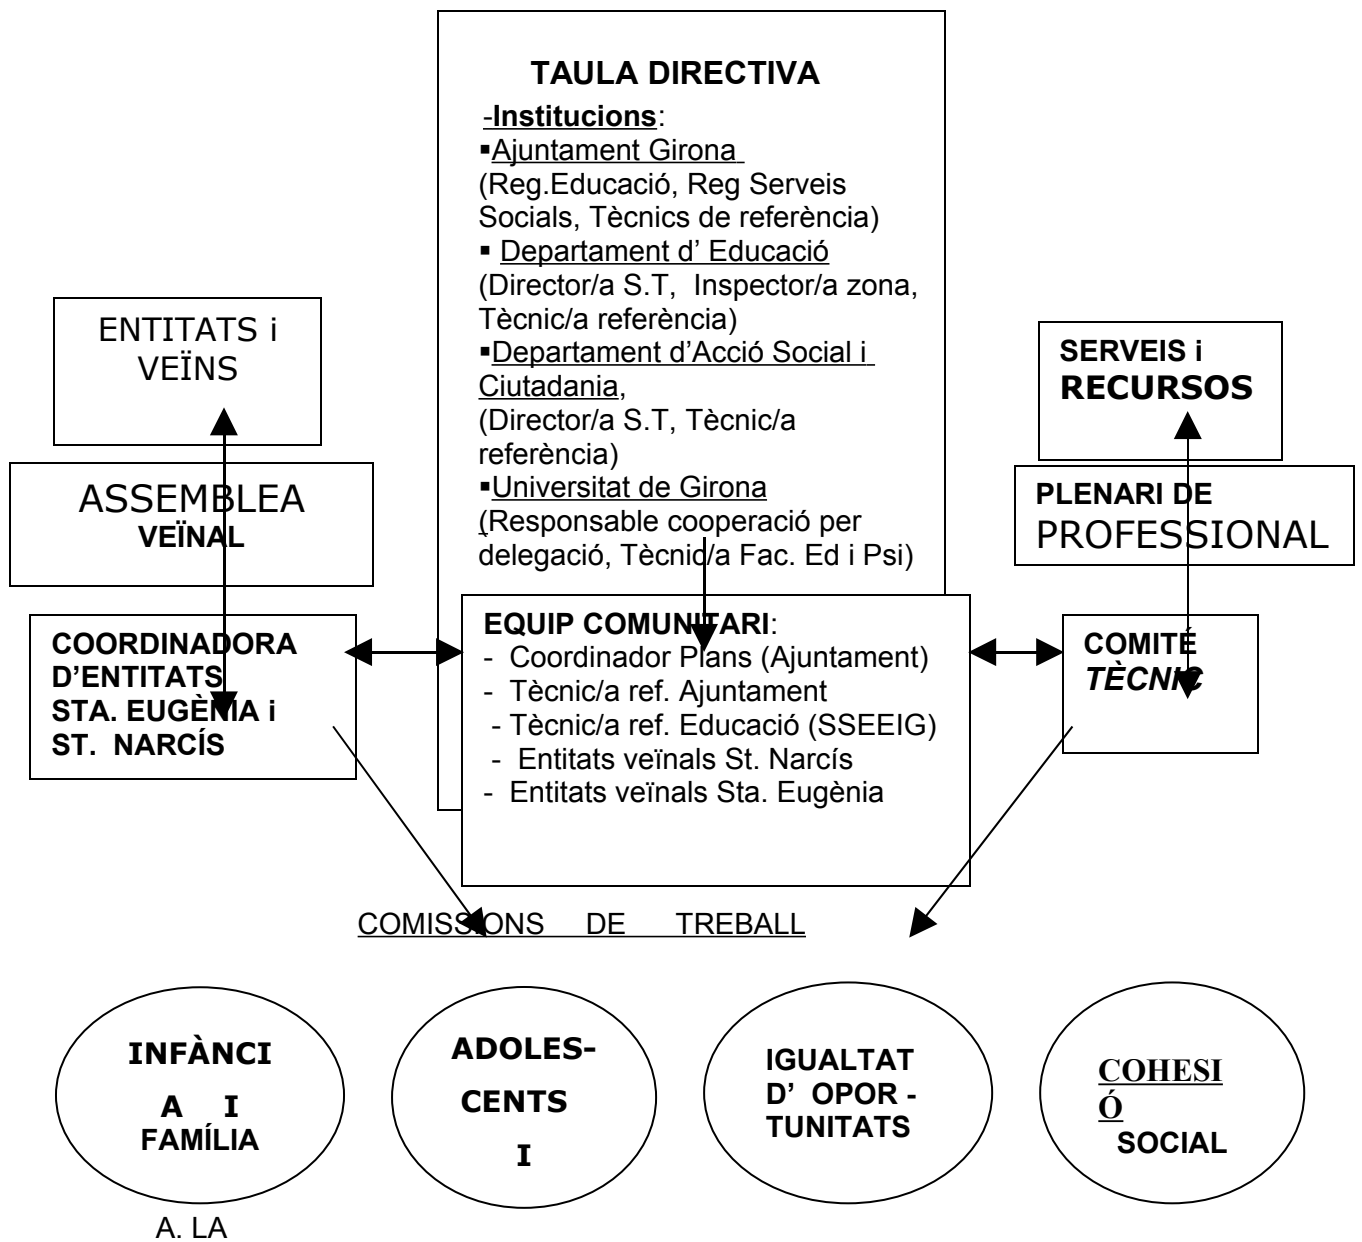 TAULA DIRECTIVA
-Institucions:
▪Ajuntament Girona
(Reg.Educació, Reg Serveis
Socials, Tècnics de referència)
▪ Departament d’ Educació
(Director/a S.T, Inspector/a zona,
Tècnic/a referència)
▪Departament d’Acció Social i
Ciutadania,
(Director/a S.T, Tècnic/a
referència)
▪Universitat de Girona
(Responsable cooperació per
delegació, Tècnic/a Fac. Ed i Psi)
ENTITATS i
VEÏNS
ASSEMBLEA
VEÏNAL
COORDINADORA
D’ENTITATS
STA. EUGÈNIA i
ST. NARCÍS
EQUIP COMUNITARI:
- Coordinador Plans (Ajuntament)
- Tècnic/a ref. Ajuntament
- Tècnic/a ref. Educació (SSEEIG)
- Entitats veïnals St. Narcís
- Entitats veïnals Sta. Eugènia
SERVEIS i
RECURSOS
PLENARI DE
PROFESSIONAL
COMITÉ
TÈCNIC
COMISSIONS DE TREBALL
INFÀNCI
A I
FAMÍLIA
ADOLES-
CENTS
I
IGUALTAT
D’ OPOR -
TUNITATS
COHESI
Ó
SOCIAL
A. LA